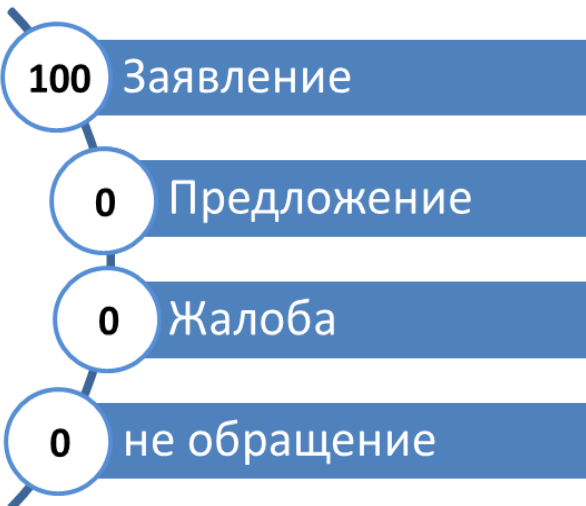 100 Заявление
0 Предложение
0 Жалоба
0 не обращение